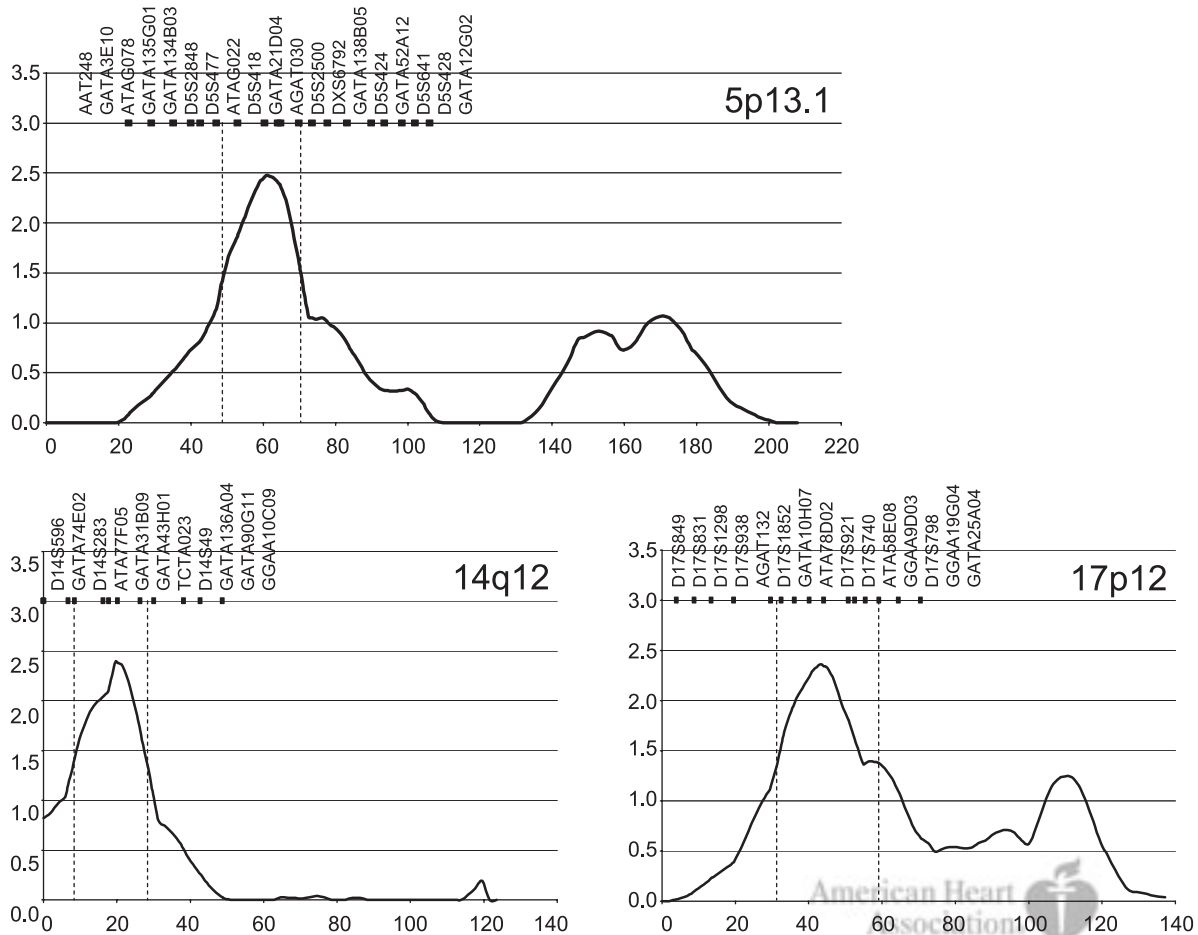 AAT248
GATA3E10
ATAG078
GATA135G01
GATA134B03
D5S2848
D5S477
ATAG022
D5S418
GATA21D04
AGAT030
D5S2500
DXS6792
GATA138B05
D5S424
GATA52A12
D5S641
D5S428
GATA12G02
5p13.1
3.5
3.0
2.5
2.0
1.5
1.0
0.5
0.0
0 20 40 60 80 100 120 140 160 180 200 220
D14S596
GATA74E02
D14S283
ATA77F05
GATA31B09
GATA43H01
TCTA023
D14S49
GATA136A04
GATA90G11
GGAA10C09
14q12
3.5
3.0
2.5
2.0
1.5
1.0
0.5
0.0
0 20 40 60 80 100 120 140
D17S849
D17S831
D17S1298
D17S938
AGAT132
D17S1852
GATA10H07
ATA78D02
D17S921
D17S740
ATA58E08
GGAA9D03
D17S798
GGAA19G04
GATA25A04
17p12
3.5
3.0
2.5
2.0
1.5
1.0
0.5
0.0
0 20 40 60 80 100 120 140
American Heart
Association